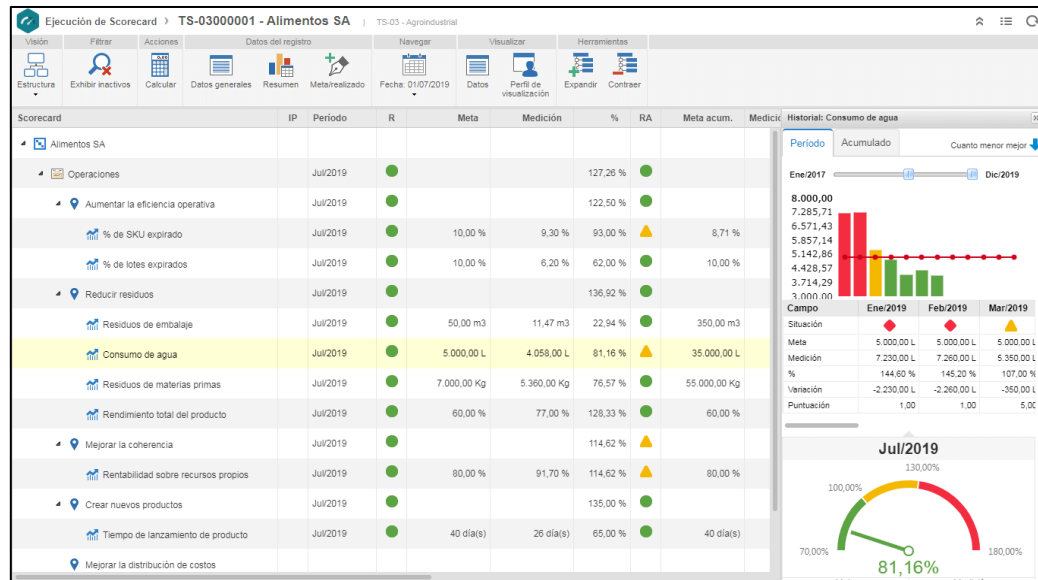 Ejecución de Scorecard > TS-03000001 - Alimentos SA | TS-03 - Agroindustrial
Visión Filtrar Acciones Datos del registro Navegar Visualizar Herramientas
Estructura Exhibir inactivos Calcular Datos generales Resumen Meta/realizado Fecha: 01/07/2019 Datos Perfil de visualización Expandir Contraer
Scorecard IP Período R Meta Medición % RA Meta acum. Medició
Alimentos SA
Operaciones Jul/2019 127,26 %
Aumentar la eficiencia operativa Jul/2019 122,50 %
% de SKU expirado Jul/2019 10,00 % 9,30 % 93,00 % 8,71 %
% de lotes expirados Jul/2019 10,00 % 6,20 % 62,00 % 10,00 %
Reducir residuos Jul/2019 136,92 %
Residuos de embalaje Jul/2019 50,00 m3 11,47 m3 22,94 % 350,00 m3
Consumo de agua Jul/2019 5.000,00 L 4.058,00 L 81,16 % 35.000,00 L
Residuos de materias primas Jul/2019 7.000,00 Kg 5.360,00 Kg 76,57 % 55.000,00 Kg
Rendimiento total del producto Jul/2019 60,00 % 77,00 % 128,33 % 60,00 %
Mejorar la coherencia Jul/2019 114,62 %
Rentabilidad sobre recursos propios Jul/2019 80,00 % 91,70 % 114,62 % 80,00 %
Crear nuevos productos Jul/2019 135,00 %
Tiempo de lanzamiento de producto Jul/2019 40 día(s) 26 día(s) 65,00 % 40 día(s)
Mejorar la distribución de costos
Historial: Consumo de agua
Período Acumulado Cuanto menor mejor
Ene/2017 Dic/2019
8.000,00
7.285,71
6.571,43
5.857,14
5.142,86
4.428,57
3.714,29
3.000,00
Campo Ene/2019 Feb/2019 Mar/2019
Situación
Meta 5.000,00 L 5.000,00 L 5.000,00 L
Medición 7.230,00 L 7.260,00 L 5.350,00 L
% 144,60 % 145,20 % 107,00 %
Variación -2.230,00 L -2.260,00 L -350,00 L
Puntuación 1,00 1,00 5,00
Jul/2019
130,00%
100,00%
70,00% 180,00%
81,16%